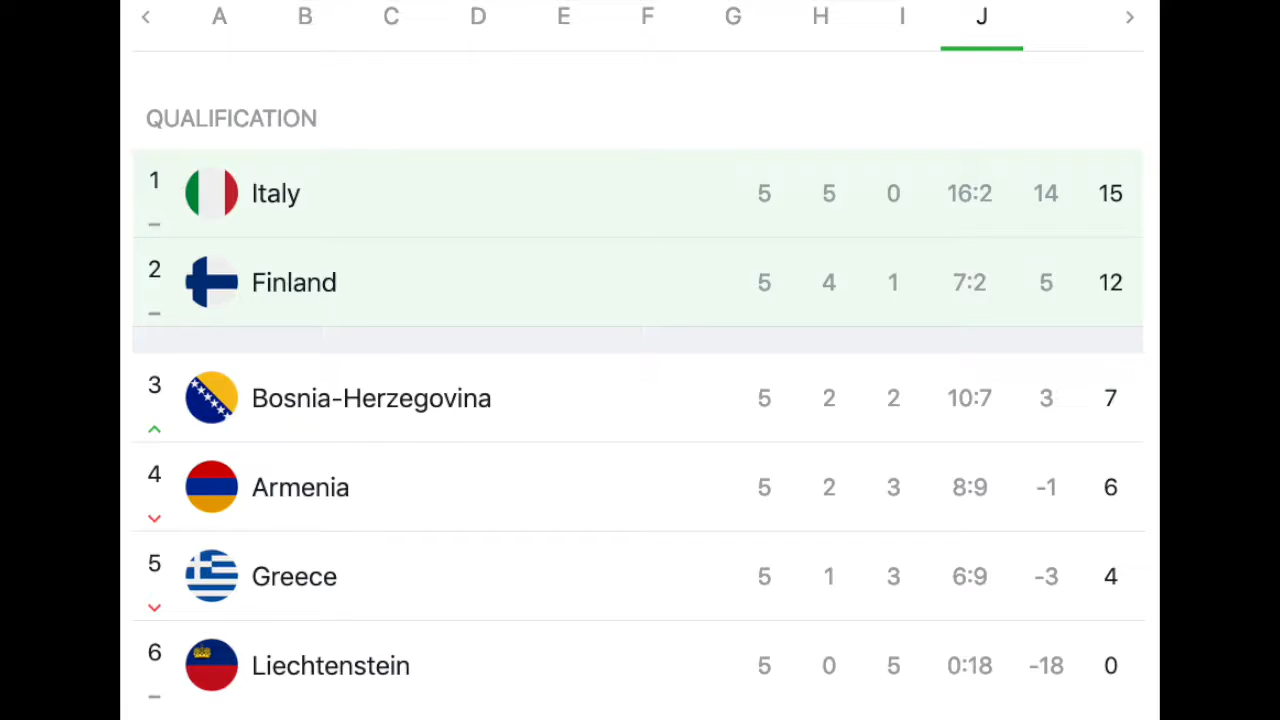 A B C D E F G H I J
QUALIFICATION
1 Italy 5 5 0 16:2 14 15
2 Finland 5 4 1 7:2 5 12
3 Bosnia-Herzegovina 5 2 2 10:7 3 7
4 Armenia 5 2 3 8:9 -1 6
5 Greece 5 1 3 6:9 -3 4
6 Liechtenstein 5 0 5 0:18 -18 0